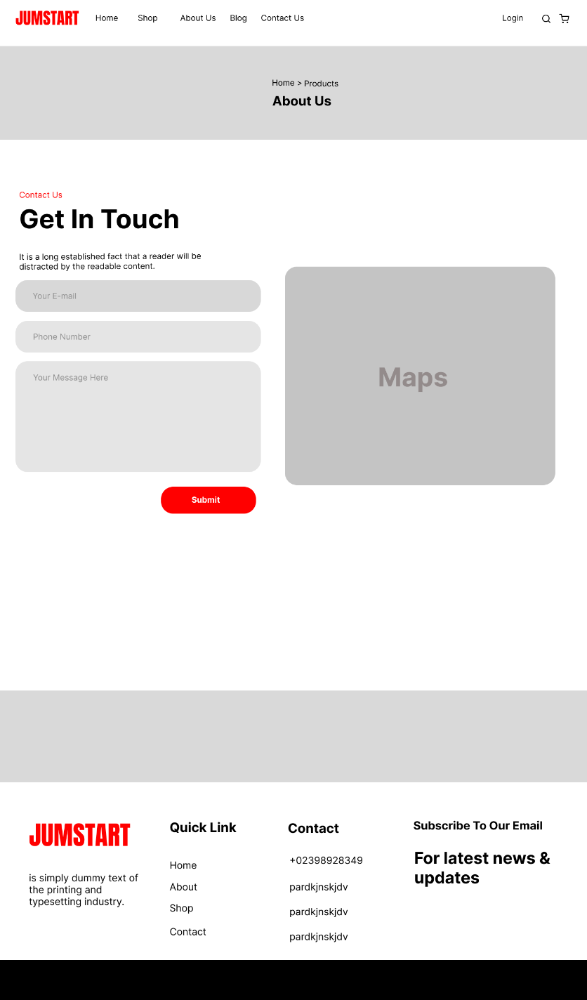 JUMSTART Home Shop About Us Blog Contact Us Login
Home > Products
About Us
Contact Us
Get In Touch
It is a long established fact that a reader will be
distracted by the readable content.
Your E-mail
Phone Number
Your Message Here
Submit
Maps
JUMSTART
is simply dummy text of
the printing and
typesetting industry.
Quick Link
Home
About
Shop
Contact
Contact
+02398928349
pardkjnskjdv
pardkjnskjdv
pardkjnskjdv
Subscribe To Our Email
For latest news &
updates